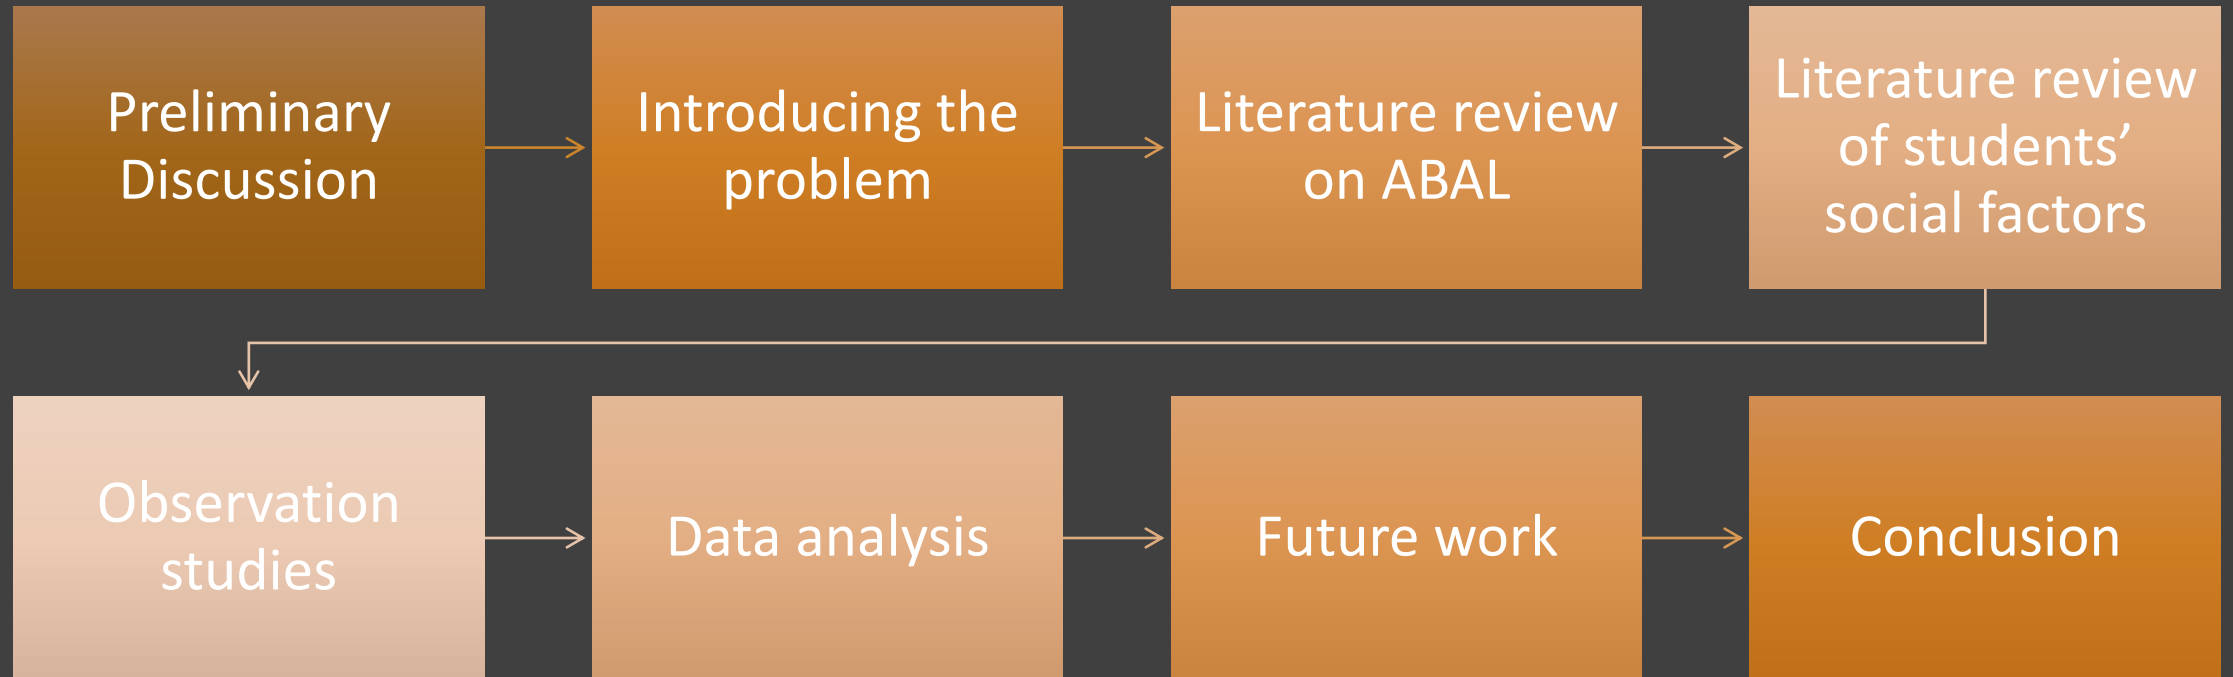 Preliminary
Discussion
Introducing the
problem
Literature review
on ABAL
Literature review
of students’
social factors
Observation
studies
Data analysis
Future work
Conclusion